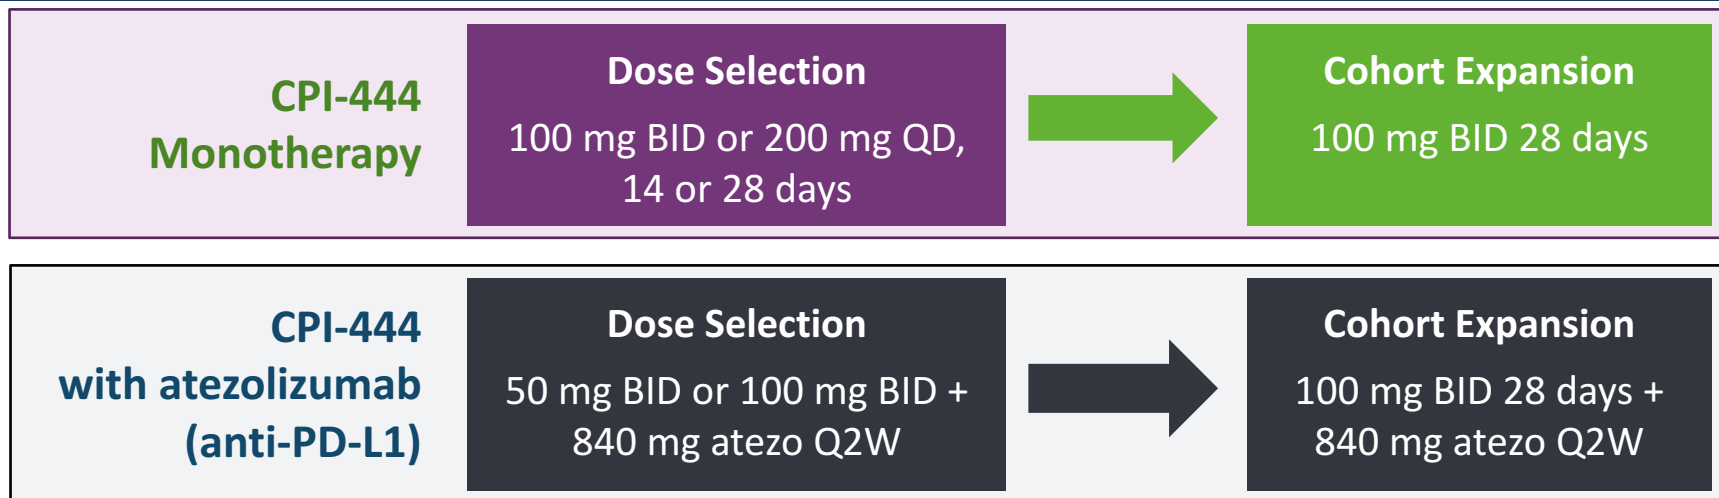 CPI-444
Monotherapy
Dose Selection
100 mg BID or 200 mg QD,
14 or 28 days
Cohort Expansion
100 mg BID 28 days
CPI-444
with atezolizumab
(anti-PD-L1)
Dose Selection
50 mg BID or 100 mg BID +
840 mg atezo Q2W
Cohort Expansion
100 mg BID 28 days +
840 mg atezo Q2W